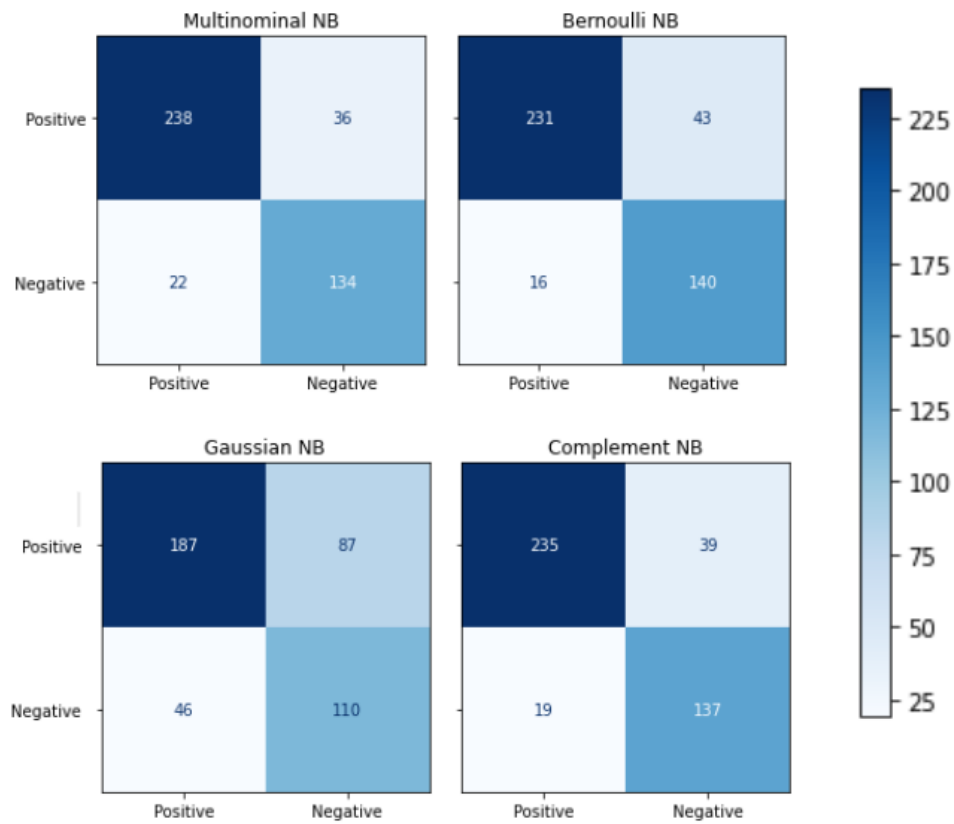 Multinominal NB
Bernoulli NB
Positive
238
36
231
43
Negative
22
134
16
140
Positive
Negative
Positive
Negative
225
200
175
150
125
100
75
50
25
Gaussian NB
Complement NB
Positive
187
87
235
39
Negative
46
110
19
137
Positive
Negative
Positive
Negative